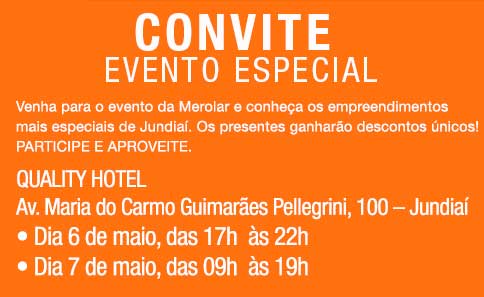 CONVITE
EVENTO ESPECIAL
Venha para o evento da Merolar e conheça os empreendimentos
mais especiais de Jundiaí. Os presentes ganharão descontos únicos!
PARTICIPE E APROVEITE.
QUALITY HOTEL
Av. Maria do Carmo Guimarães Pellegrini, 100 – Jundiaí
• Dia 6 de maio, das 17h às 22h
• Dia 7 de maio, das 09h às 19h